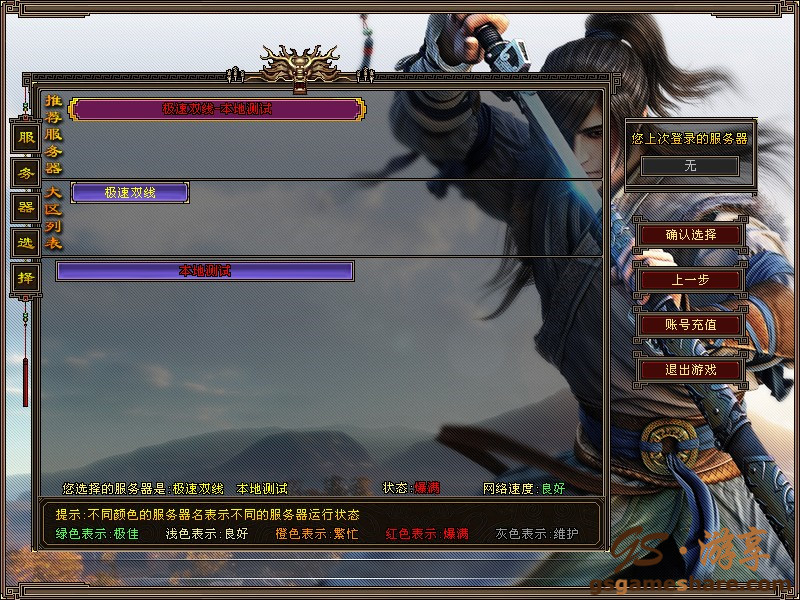 服务器选择
推荐服务器
极速双线-本地测试
大区列表
极速双线
本地测试
您选择的服务器是:极速双线 本地测试
状态:爆满
网络速度:良好
提示:不同颜色的服务器名表示不同的服务器运行状态
绿色表示:极佳 浅色表示:良好 橙色表示:繁忙 红色表示:爆满 灰色表示:维护
您上次登录的服务器
无
确认选择
上一步
账号充值
退出游戏
GS·游享
gsgameshare.com